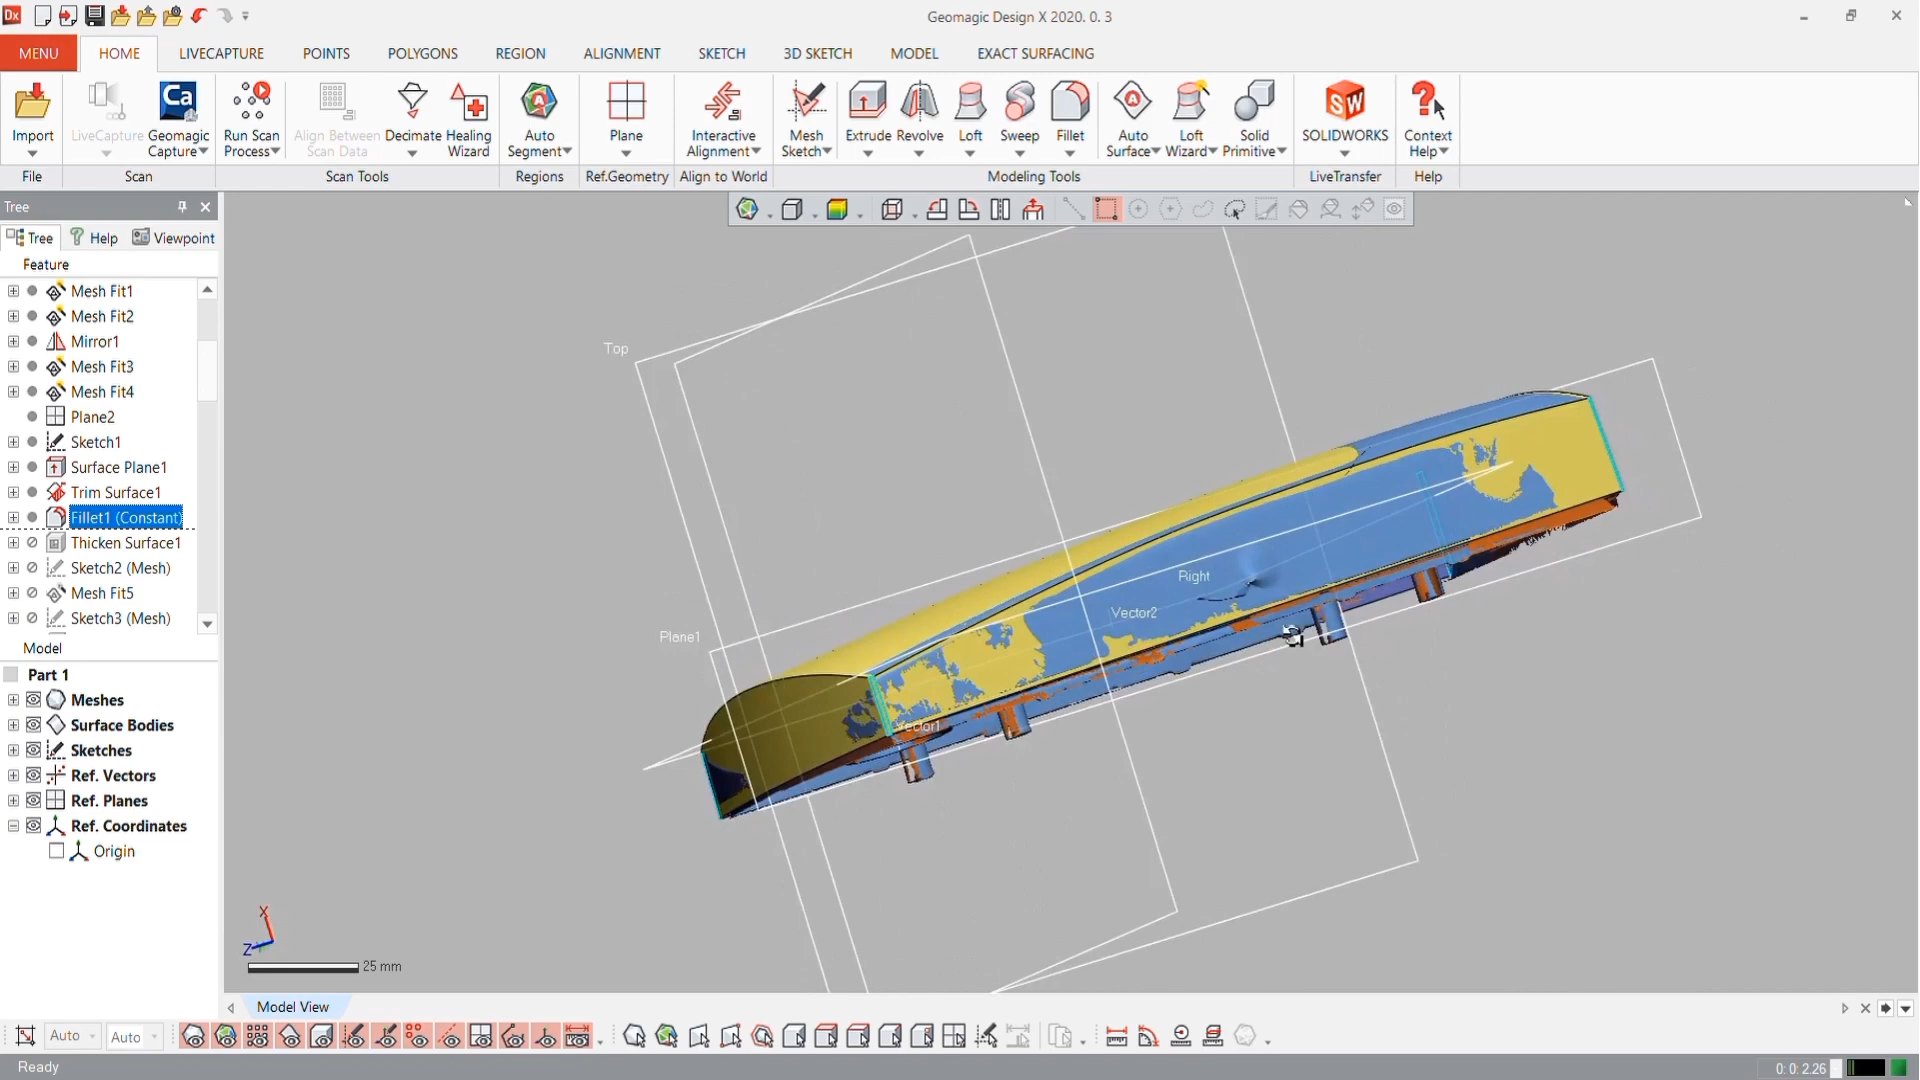 Dx
Geomagic Design X 2020. 0. 3
MENU HOME LIVECAPTURE POINTS POLYGONS REGION ALIGNMENT SKETCH 3D SKETCH MODEL EXACT SURFACING
Import
LiveCapture
Ca
Geomagic
Capture
Run Scan
Process
Align Between
Scan Data
Decimate
Healing
Wizard
Auto
Segment
Plane
Interactive
Alignment
Mesh
Sketch
Extrude
Revolve
Loft
Sweep
Fillet
Auto
Surface
Loft
Wizard
Solid
Primitive
SW
SOLIDWORKS
Context
Help
File Scan Scan Tools Regions Ref.Geometry Align to World Modeling Tools LiveTransfer Help
Tree
Tree Help Viewpoint
Feature
Mesh Fit1
Mesh Fit2
Mirror1
Mesh Fit3
Mesh Fit4
Plane2
Sketch1
Surface Plane1
Trim Surface1
Fillet1 (Constant)
Thicken Surface1
Sketch2 (Mesh)
Mesh Fit5
Sketch3 (Mesh)
Model
Part 1
Meshes
Surface Bodies
Sketches
Ref. Vectors
Ref. Planes
Ref. Coordinates
Origin
Top
Right
Vector2
Plane1
Vector1
X
Z
25 mm
Model View
Auto Auto
Ready
0: 0: 2.26